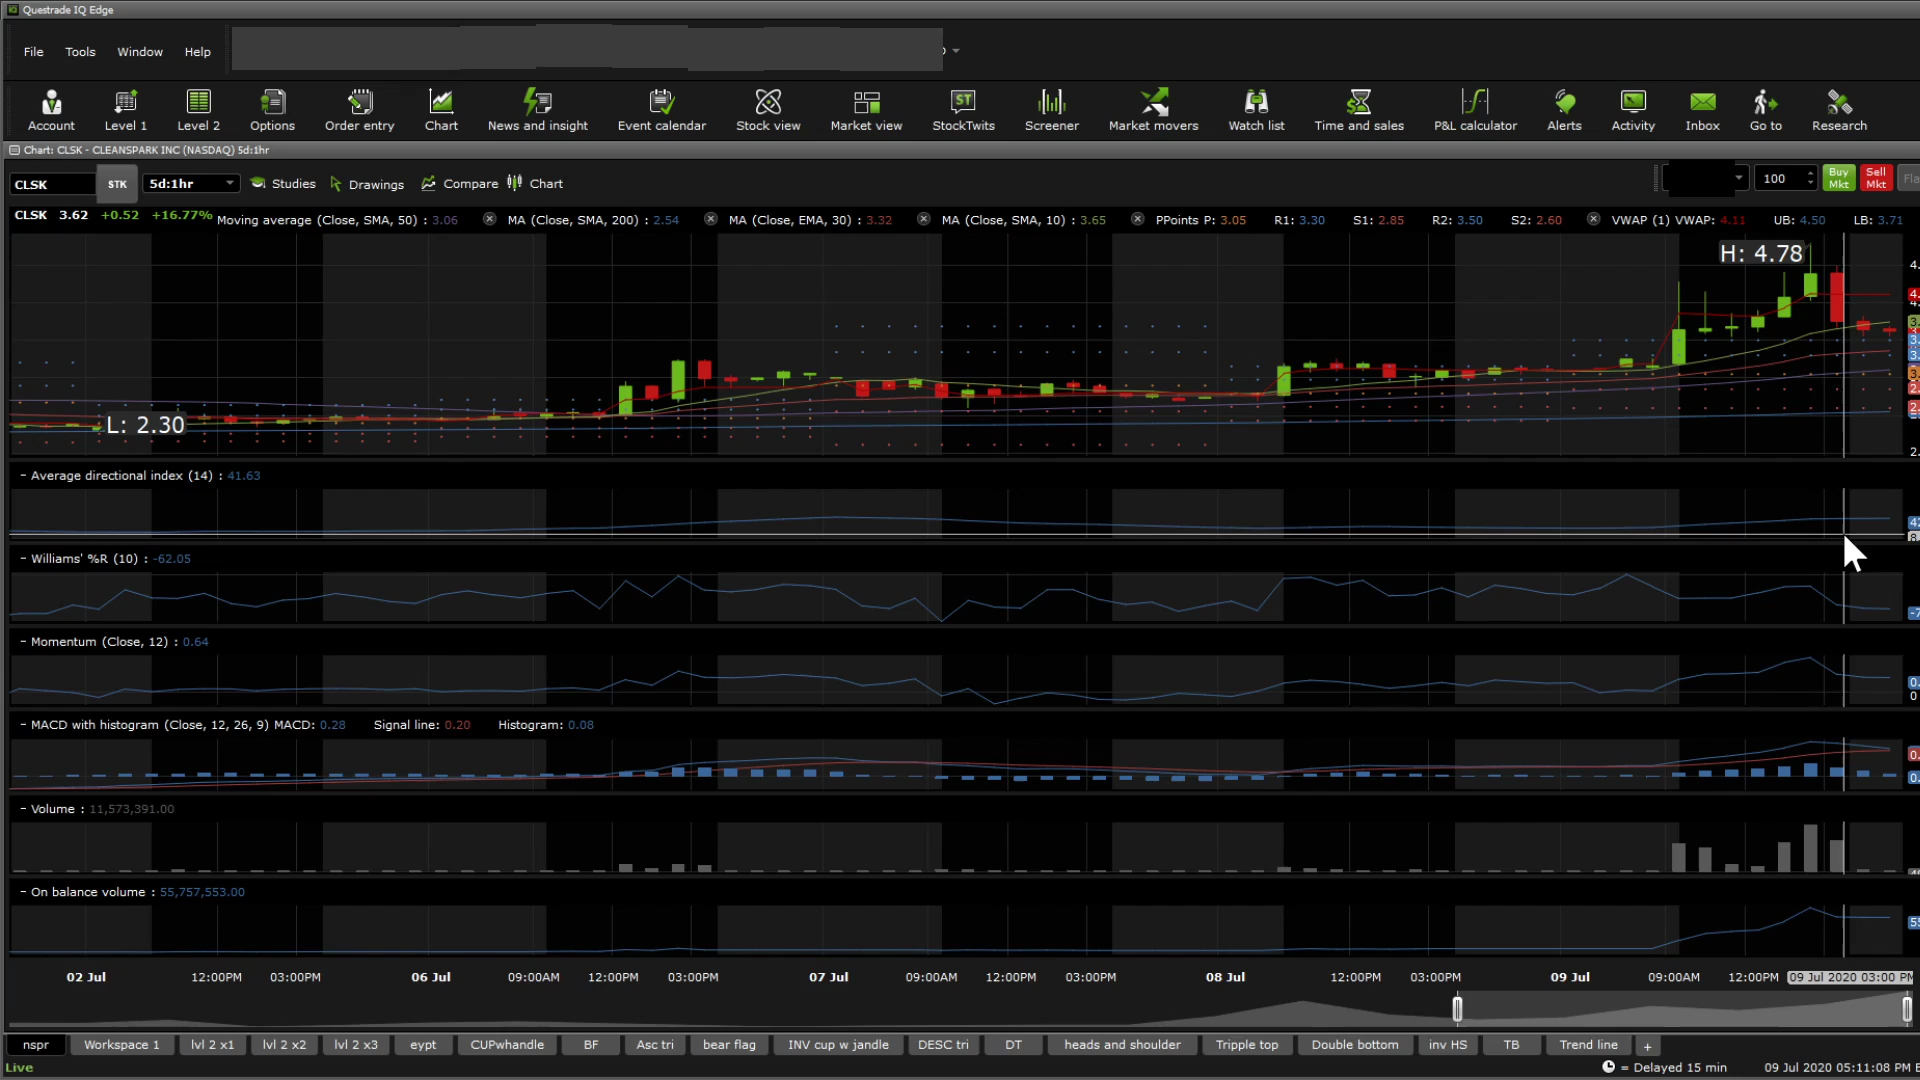 Questrade IQ Edge
File Tools Window Help
Account Level 1 Level 2 Options Order entry Chart News and insight Event calendar Stock view Market view StockTwits Screener Market movers Watch list Time and sales P&L calculator Alerts Activity Inbox Go to Research
Chart: CLSK - CLEANSPARK INC (NASDAQ) 5d:1hr
CLSK STK 5d:1hr Studies Drawings Compare Chart 100 Buy Mkt Sell Mkt
CLSK 3.62 +0.52 +16.77% Moving average (Close, SMA, 50) : 3.06 MA (Close, SMA, 200) : 2.54 MA (Close, EMA, 30) : 3.32 MA (Close, SMA, 10) : 3.65 PPoints P: 3.05 R1: 3.30 S1: 2.85 R2: 3.50 S2: 2.60 VWAP (1) VWAP: 4.11 UB: 4.50 LB: 3.71
H: 4.78
L: 2.30
- Average directional index (14) : 41.63
- Williams' %R (10) : -62.05
- Momentum (Close, 12) : 0.64
- MACD with histogram (Close, 12, 26, 9) MACD: 0.28 Signal line: 0.20 Histogram: 0.08
- Volume : 11,573,391.00
- On balance volume : 55,757,553.00
02 Jul 12:00PM 03:00PM 06 Jul 09:00AM 12:00PM 03:00PM 07 Jul 09:00AM 12:00PM 03:00PM 08 Jul 12:00PM 03:00PM 09 Jul 09:00AM 12:00PM 09 Jul 2020 03:00 PM
nspr Workspace 1 lvl 2 x1 lvl 2 x2 lvl 2 x3 eypt CUPwhandle BF Asc tri bear flag INV cup w jandle DESC tri DT heads and shoulder Tripple top Double bottom inv HS TB Trend line +
Live = Delayed 15 min 09 Jul 2020 05:11:08 PM